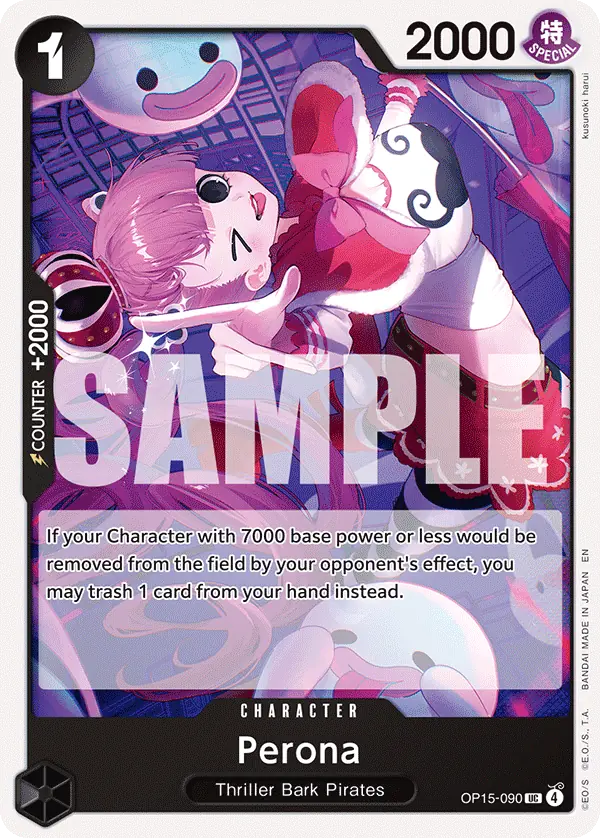 1
2000
特
SPECIAL
kusunoki harui
COUNTER +2000
SAMPLE
If your Character with 7000 base power or less would be
removed from the field by your opponent's effect, you
may trash 1 card from your hand instead.
CHARACTER
Perona
Thriller Bark Pirates
OP15-090 UC 4
©EO/S ©E.O./S., T.A. BANDAI MADE IN JAPAN EN